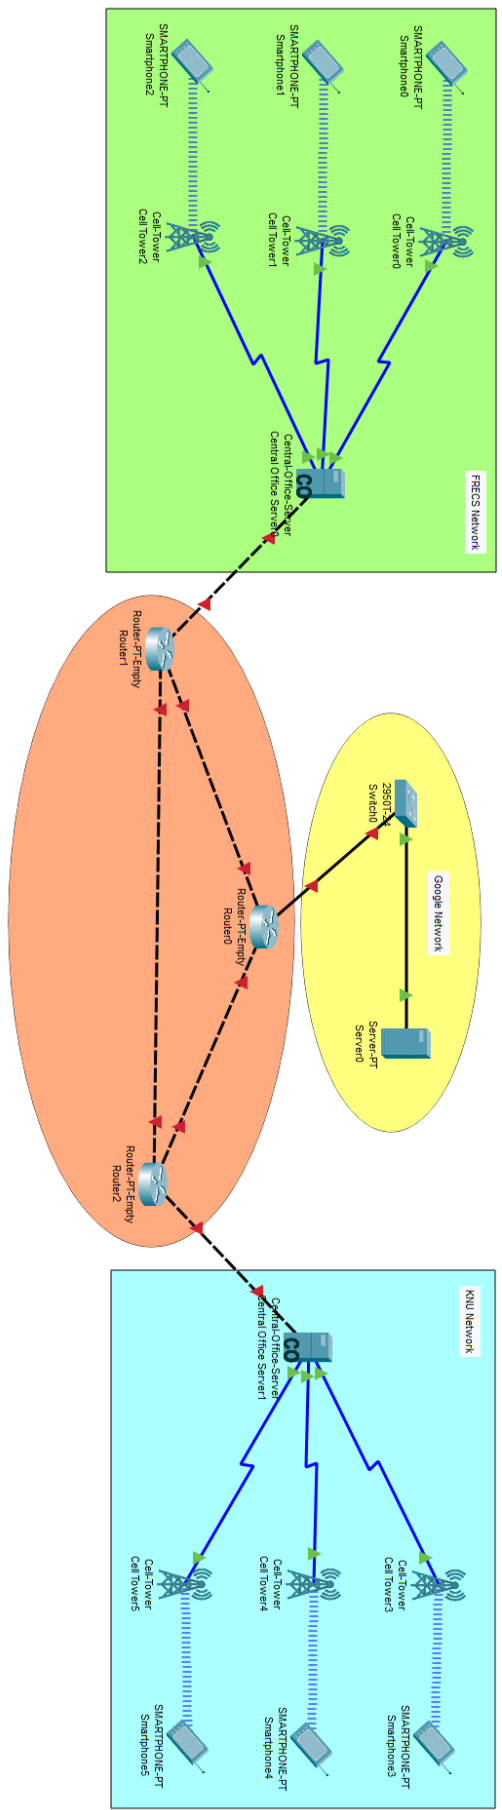 FRECS Network
SMARTPHONE-PT
Smartphone0
SMARTPHONE-PT
Smartphone1
SMARTPHONE-PT
Smartphone2
Cell-Tower
Cell Tower0
Cell-Tower
Cell Tower1
Cell-Tower
Cell Tower2
Central-Office-Server
Central Office Server0
CO
Google Network
2950T-24
Switch0
Server-PT
Server0
Router-PT-Empty
Router1
Router-PT-Empty
Router0
Router-PT-Empty
Router2
KNU Network
Central-Office-Server
Central Office Server1
CO
Cell-Tower
Cell Tower3
Cell-Tower
Cell Tower4
Cell-Tower
Cell Tower5
SMARTPHONE-PT
Smartphone3
SMARTPHONE-PT
Smartphone4
SMARTPHONE-PT
Smartphone5